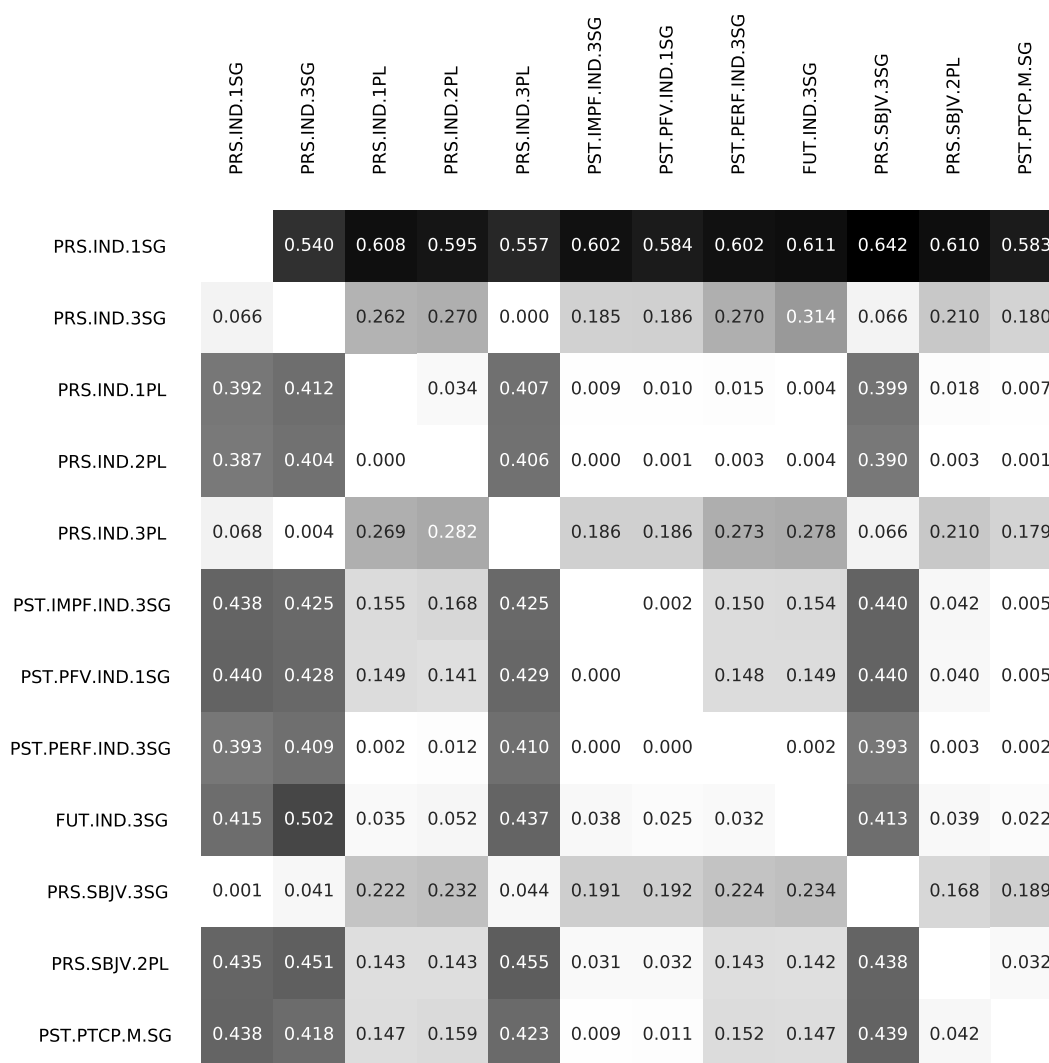 PRS.IND.1SG PRS.IND.3SG PRS.IND.1PL PRS.IND.2PL PRS.IND.3PL PST.IMPF.IND.3SG PST.PFV.IND.1SG PST.PERF.IND.3SG FUT.IND.3SG PRS.SBJV.3SG PRS.SBJV.2PL PST.PTCP.M.SG
PRS.IND.1SG 0.540 0.608 0.595 0.557 0.602 0.584 0.602 0.611 0.642 0.610 0.583
PRS.IND.3SG 0.066 0.262 0.270 0.000 0.185 0.186 0.270 0.314 0.066 0.210 0.180
PRS.IND.1PL 0.392 0.412 0.034 0.407 0.009 0.010 0.015 0.004 0.399 0.018 0.007
PRS.IND.2PL 0.387 0.404 0.000 0.406 0.000 0.001 0.003 0.004 0.390 0.003 0.001
PRS.IND.3PL 0.068 0.004 0.269 0.282 0.186 0.186 0.273 0.278 0.066 0.210 0.179
PST.IMPF.IND.3SG 0.438 0.425 0.155 0.168 0.425 0.002 0.150 0.154 0.440 0.042 0.005
PST.PFV.IND.1SG 0.440 0.428 0.149 0.141 0.429 0.000 0.148 0.149 0.440 0.040 0.005
PST.PERF.IND.3SG 0.393 0.409 0.002 0.012 0.410 0.000 0.000 0.002 0.393 0.003 0.002
FUT.IND.3SG 0.415 0.502 0.035 0.052 0.437 0.038 0.025 0.032 0.413 0.039 0.022
PRS.SBJV.3SG 0.001 0.041 0.222 0.232 0.044 0.191 0.192 0.224 0.234 0.168 0.189
PRS.SBJV.2PL 0.435 0.451 0.143 0.143 0.455 0.031 0.032 0.143 0.142 0.438 0.032
PST.PTCP.M.SG 0.438 0.418 0.147 0.159 0.423 0.009 0.011 0.152 0.147 0.439 0.042